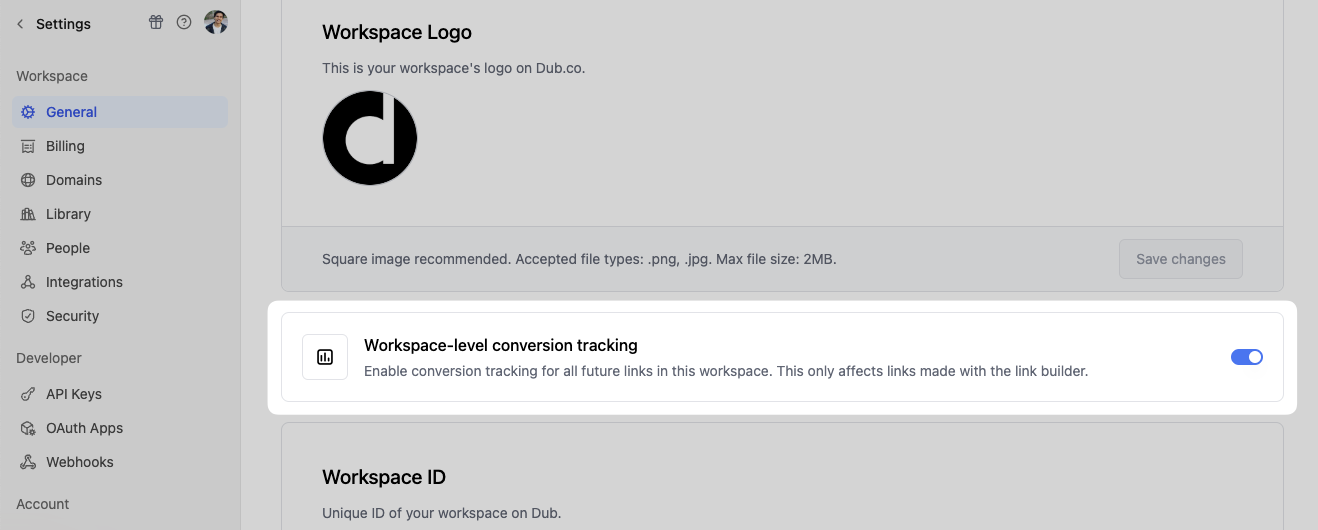 Settings
Workspace
General
Billing
Domains
Library
People
Integrations
Security
Developer
API Keys
OAuth Apps
Webhooks
Account
Workspace Logo
This is your workspace's logo on Dub.co.
d
Square image recommended. Accepted file types: .png, .jpg. Max file size: 2MB.
Save changes
Workspace-level conversion tracking
Enable conversion tracking for all future links in this workspace. This only affects links made with the link builder.
Workspace ID
Unique ID of your workspace on Dub.